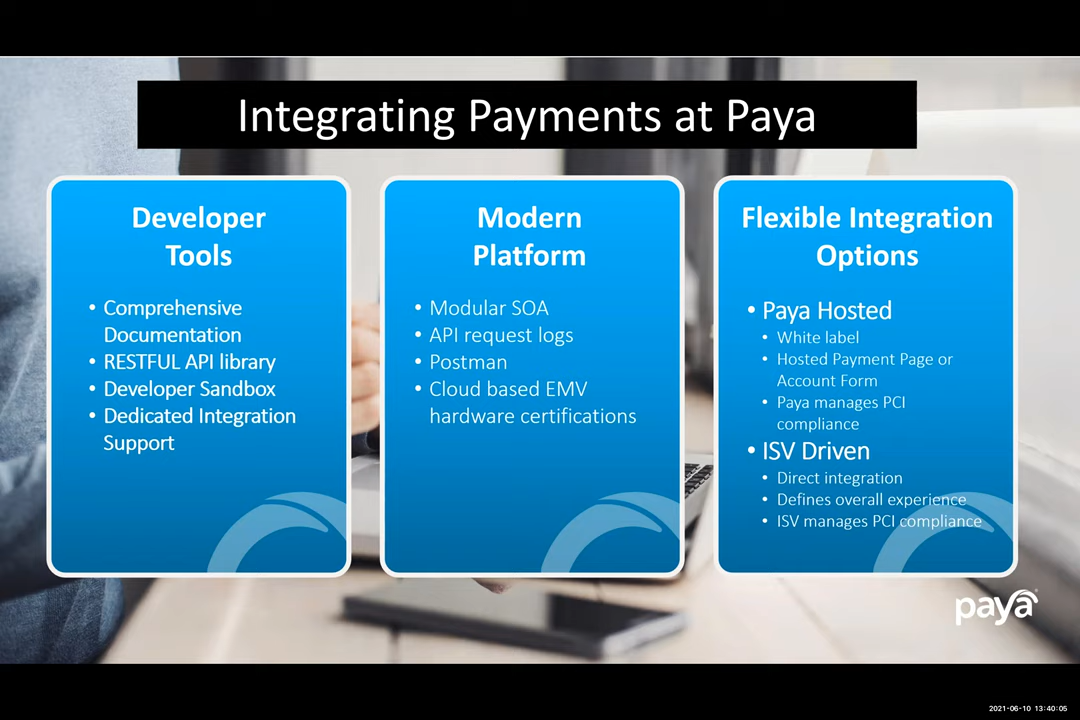 Integrating Payments at Paya
Developer
Tools
• Comprehensive
Documentation
• RESTFUL API library
• Developer Sandbox
• Dedicated Integration
Support
Modern
Platform
• Modular SOA
• API request logs
• Postman
• Cloud based EMV
hardware certifications
Flexible Integration
Options
• Paya Hosted
• White label
• Hosted Payment Page or
Account Form
• Paya manages PCI
compliance
• ISV Driven
• Direct integration
• Defines overall experience
• ISV manages PCI compliance
paya®
2021-06-10 13:40:05